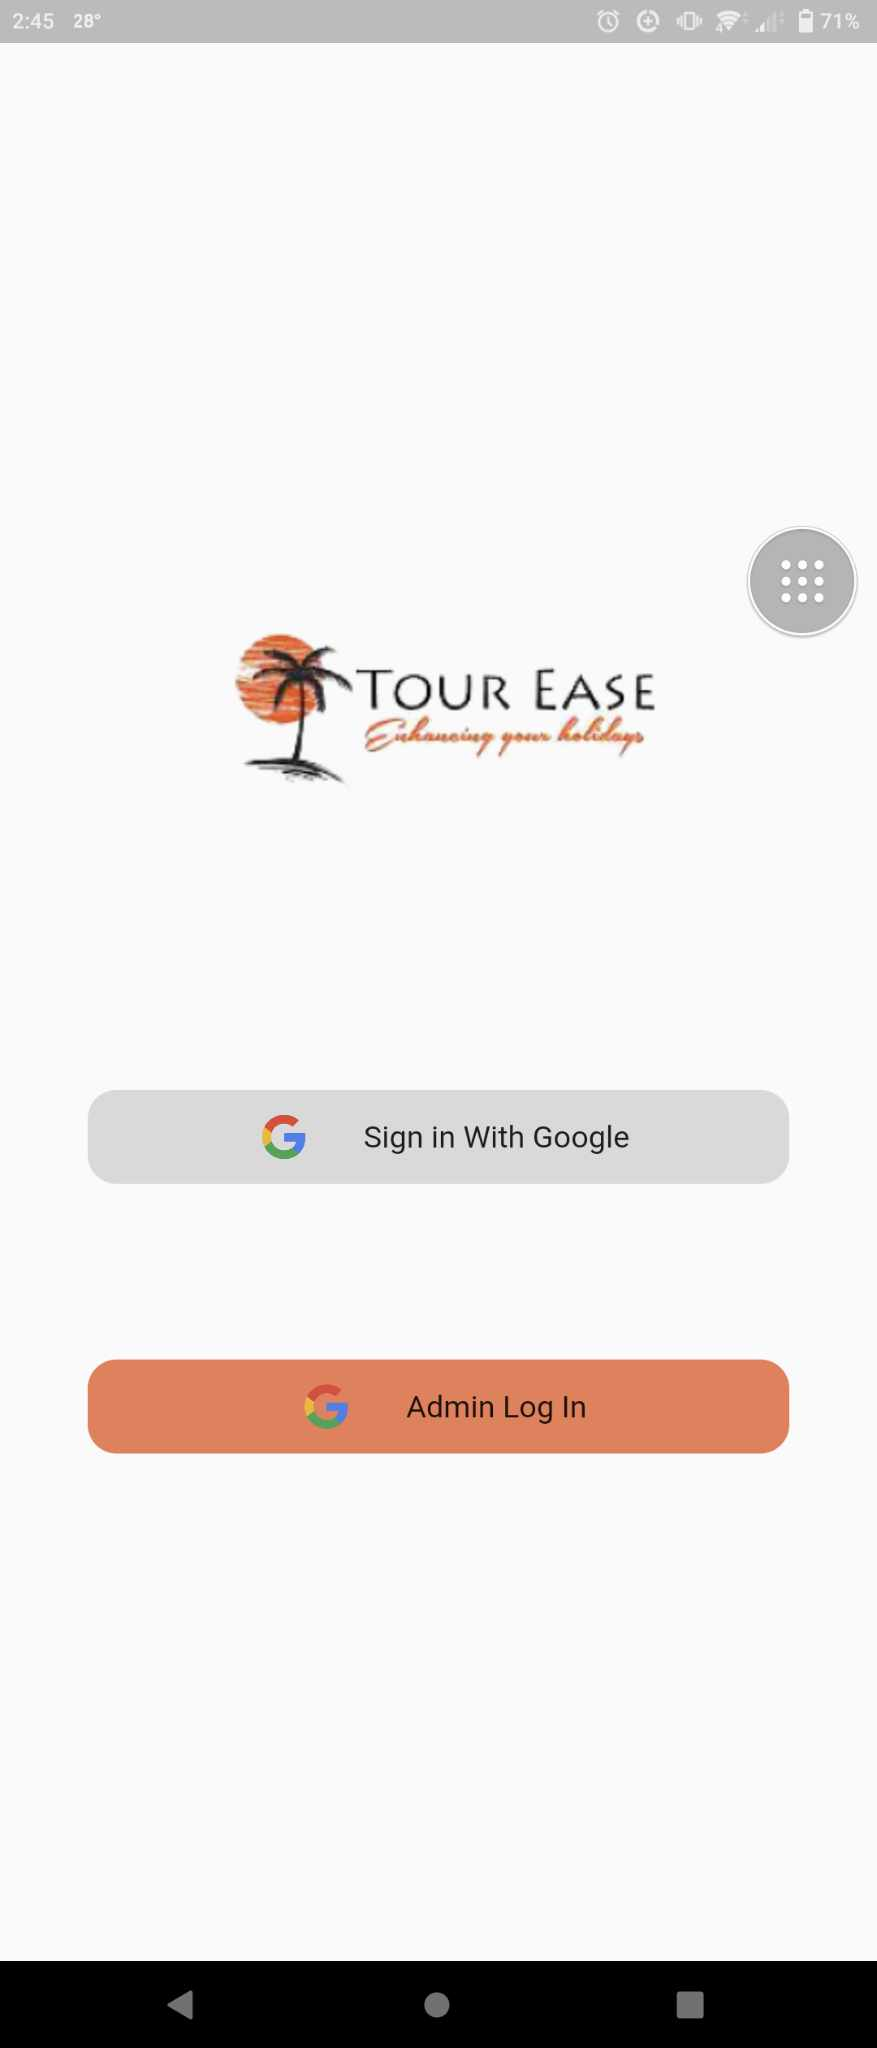 2:45 28° 71%
TOUR EASE
Enhancing your holidays
Sign in With Google
Admin Log In